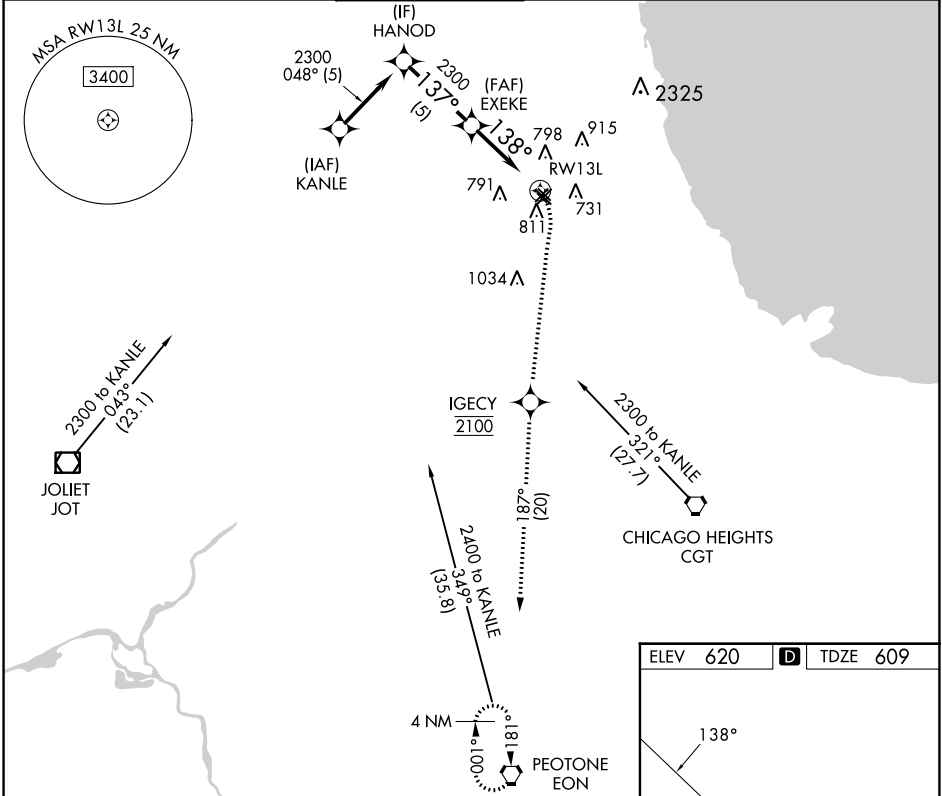 MSA RW13L 25 NM
3400
(IF)
HANOD
2300
048° (5)
2300
137°
(5)
(FAF)
EXEKE
138°
(IAF)
KANLE
2325
798
915
RW13L
791
731
811
1034
2300 to KANLE
043°
(23.1)
JOLIET
JOT
IGECY
2100
2300 to KANLE
321°
(27.7)
CHICAGO HEIGHTS
CGT
187°
(20)
2400 to KANLE
349°
(35.8)
4 NM
181°
001°
PEOTONE
EON
ELEV 620 D TDZE 609
138°